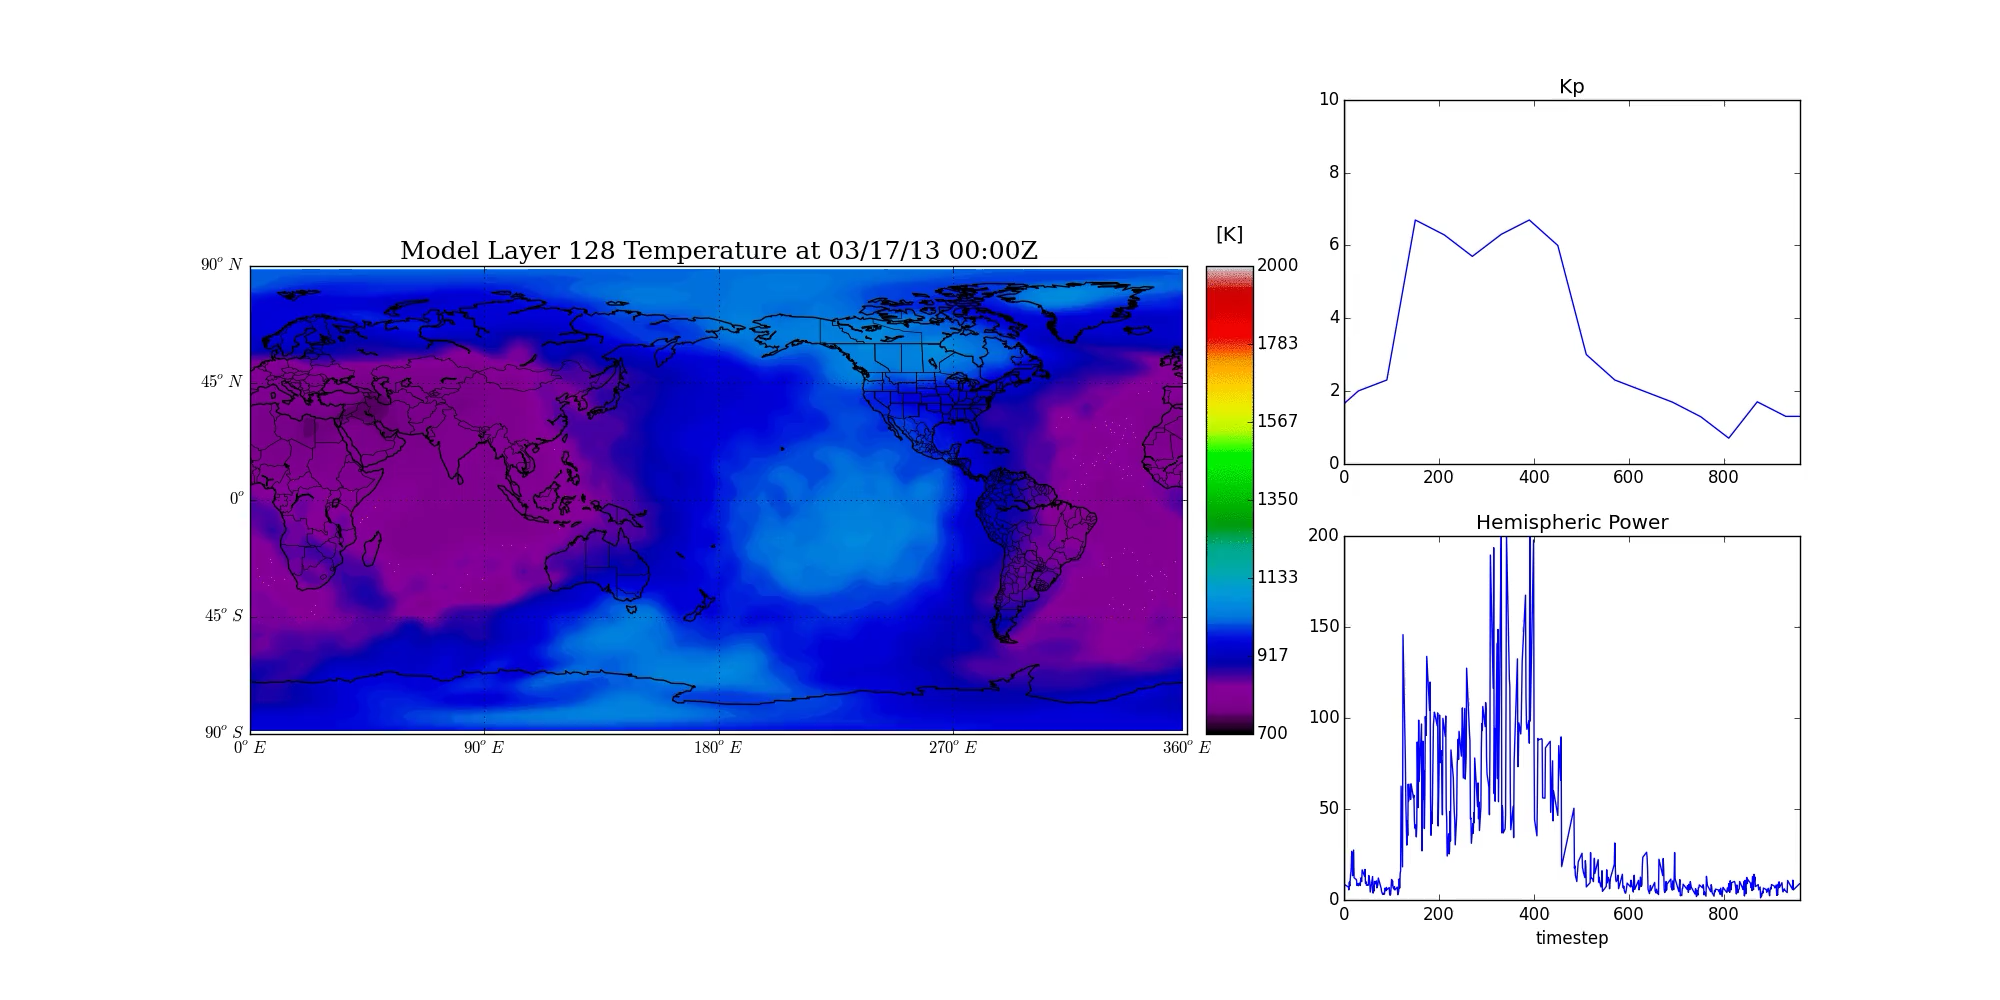 Model Layer 128 Temperature at 03/17/13 00:00Z
90° N
45° N
0°
45° S
90° S
0° E
90° E
180° E
270° E
360° E
[K]
2000
1783
1567
1350
1133
917
700
Kp
10
8
6
4
2
0
0
200
400
600
800
Hemispheric Power
200
150
100
50
0
0
200
400
600
800
timestep